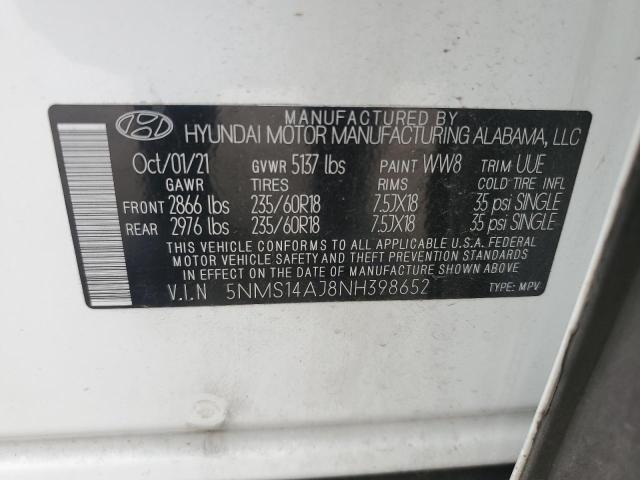 MANUFACTURED BY
HYUNDAI MOTOR MANUFACTURING ALABAMA, LLC
Oct/01/21 GVWR 5137 lbs PAINT WW8 TRIM UUE
GAWR TIRES RIMS COLD TIRE INFL
FRONT 2866 lbs 235/60R18 7.5JX18 35 psi SINGLE
REAR 2976 lbs 235/60R18 7.5JX18 35 psi SINGLE
THIS VEHICLE CONFORMS TO ALL APPLICABLE U.S.A. FEDERAL
MOTOR VEHICLE SAFETY AND THEFT PREVENTION STANDARDS
IN EFFECT ON THE DATE OF MANUFACTURE SHOWN ABOVE.
V.I.N 5NMS14AJ8NH398652 TYPE: MPV